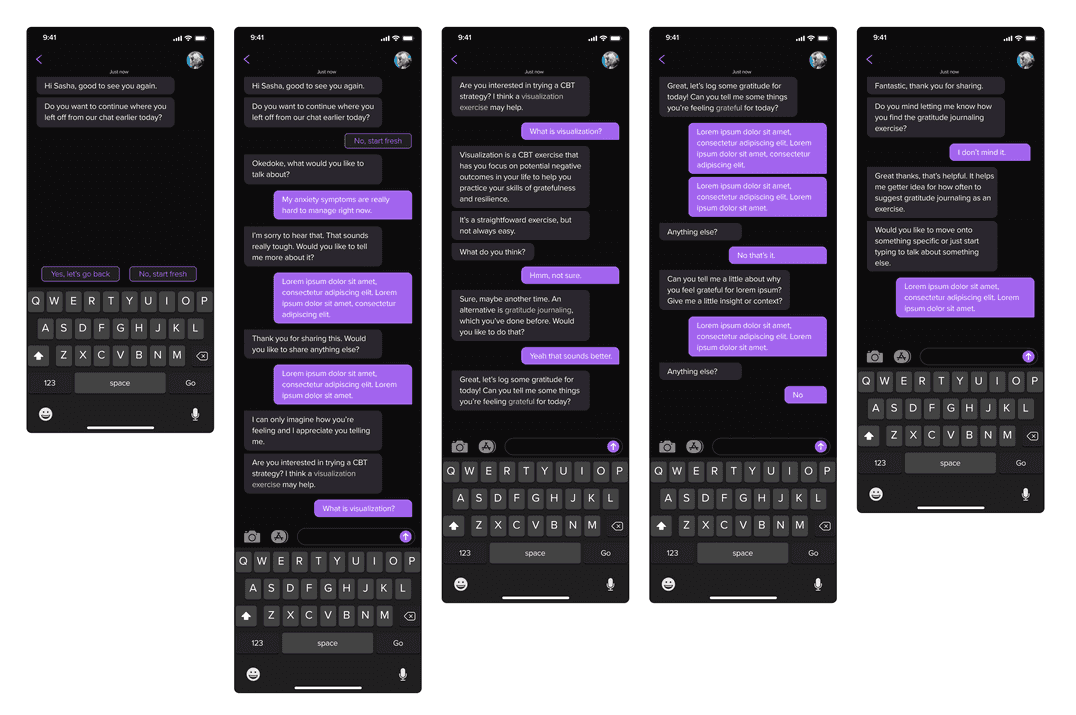 9:41
Just now
Hi Sasha, good to see you again.
Do you want to continue where you
left off from our chat earlier today?
Yes, let's go back
No, start fresh
Q W E R T Y U I O P
A S D F G H J K L
Z X C V B N M
123 space Go
9:41
Just now
Hi Sasha, good to see you again.
Do you want to continue where you
left off from our chat earlier today?
No, start fresh
Okedoke, what would you like to
talk about?
My anxiety symptoms are really
hard to manage right now.
I'm sorry to hear that. That sounds
really tough. Would you like to tell
me more about it?
Lorem ipsum dolor sit amet,
consectetur adipiscing elit. Lorem
ipsum dolor sit amet, consectetur
adipiscing elit.
Thank you for sharing this. Would
you like to share anything else?
Lorem ipsum dolor sit amet,
consectetur adipiscing elit. Lorem
ipsum dolor sit amet.
I can only imagine how you're
feeling and I appreciate you telling
me.
Are you interested in trying a CBT
strategy? I think a visualization
exercise may help.
What is visualization?
Q W E R T Y U I O P
A S D F G H J K L
Z X C V B N M
123 space Go
9:41
Just now
Are you interested in trying a CBT
strategy? I think a visualization
exercise may help.
What is visualization?
Visualization is a CBT exercise that
has you focus on potential negative
outcomes in your life to help you
practice your skills of gratefulness
and resilience.
It's a straightfoward exercise, but
not always easy.
What do you think?
Hmm, not sure.
Sure, maybe another time. An
alternative is gratitude journaling,
which you've done before. Would
you like to do that?
Yeah that sounds better.
Great, let's log some gratitude for
today! Can you tell me some things
you're feeling grateful for today?
Q W E R T Y U I O P
A S D F G H J K L
Z X C V B N M
123 space Go
9:41
Just now
Great, let's log some gratitude for
today! Can you tell me some things
you're feeling grateful for today?
Lorem ipsum dolor sit amet,
consectetur adipiscing elit. Lorem
ipsum dolor sit amet, consectetur
adipiscing elit.
Lorem ipsum dolor sit amet,
consectetur adipiscing elit. Lorem
ipsum dolor sit amet.
Anything else?
No that's it.
Can you tell me a little about why
you feel grateful for lorem ipsum?
Give me a little insight or context?
Lorem ipsum dolor sit amet,
consectetur adipiscing elit. Lorem
ipsum dolor sit amet.
Anything else?
No
Q W E R T Y U I O P
A S D F G H J K L
Z X C V B N M
123 space Go
9:41
Just now
Fantastic, thank you for sharing.
Do you mind letting me know how
you find the gratitude journaling
exercise?
I don't mind it.
Great thanks, that's helpful. It helps
me getter idea for how often to
suggest gratitude journaling as an
exercise.
Would you like to move onto
something specific or just start
typing to talk about something
else.
Lorem ipsum dolor sit amet,
consectetur adipiscing elit. Lorem
ipsum dolor sit amet.
Q W E R T Y U I O P
A S D F G H J K L
Z X C V B N M
123 space Go